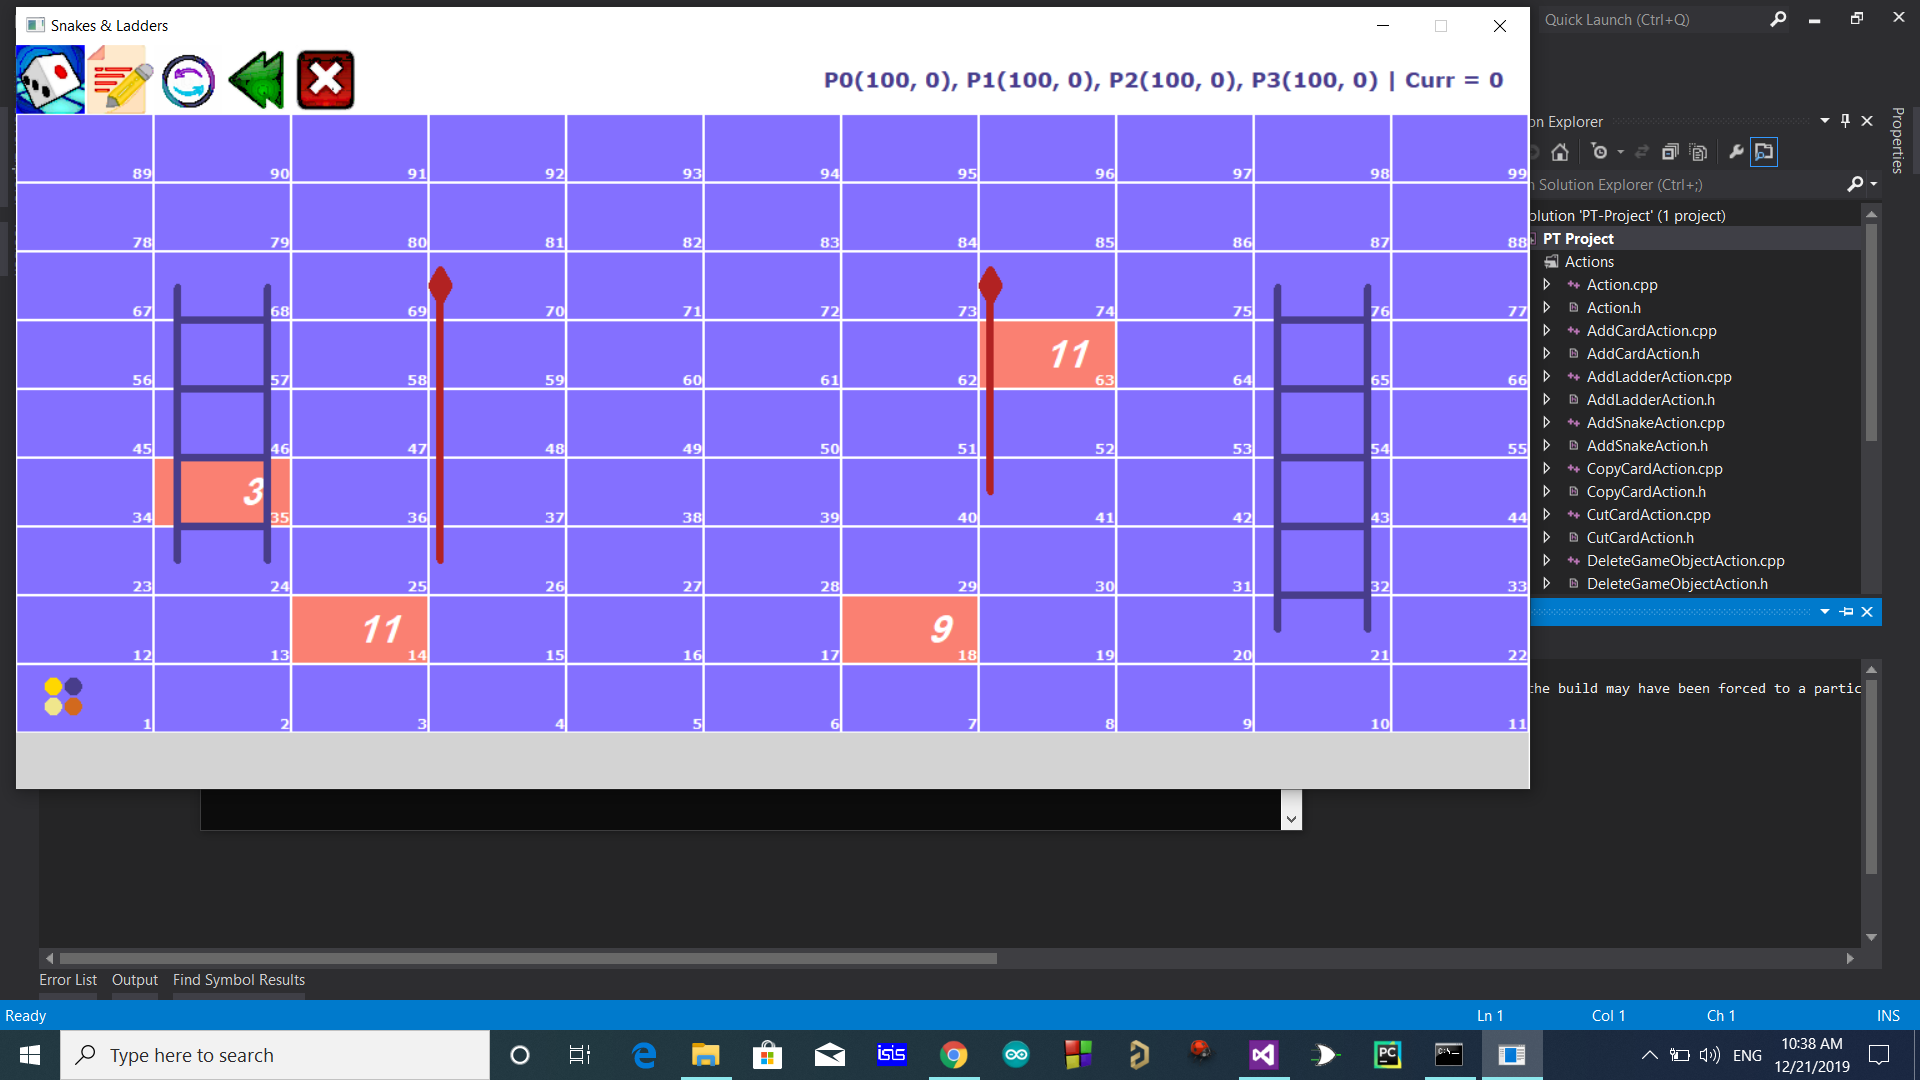 Snakes & Ladders
Quick Launch (Ctrl+Q)
P0(100, 0), P1(100, 0), P2(100, 0), P3(100, 0) | Curr = 0
89 90 91 92 93 94 95 96 97 98 99
78 79 80 81 82 83 84 85 86 87 88
67 68 69 70 71 72 73 74 75 76 77
11
56 57 58 59 60 61 62 63 64 65 66
45 46 47 48 49 50 51 52 53 54 55
3
34 35 36 37 38 39 40 41 42 43 44
23 24 25 26 27 28 29 30 31 32 33
11 9
12 13 14 15 16 17 18 19 20 21 22
1 2 3 4 5 6 7 8 9 10 11
on Explorer
Properties
Solution Explorer (Ctrl+;)
olution 'PT-Project' (1 project)
PT Project
Actions
Action.cpp
Action.h
AddCardAction.cpp
AddCardAction.h
AddLadderAction.cpp
AddLadderAction.h
AddSnakeAction.cpp
AddSnakeAction.h
CopyCardAction.cpp
CopyCardAction.h
CutCardAction.cpp
CutCardAction.h
DeleteGameObjectAction.cpp
DeleteGameObjectAction.h
the build may have been forced to a partic
Error List Output Find Symbol Results
Ready Ln 1 Col 1 Ch 1 INS
Type here to search
isis
PC
C:\
ENG
10:38 AM
12/21/2019